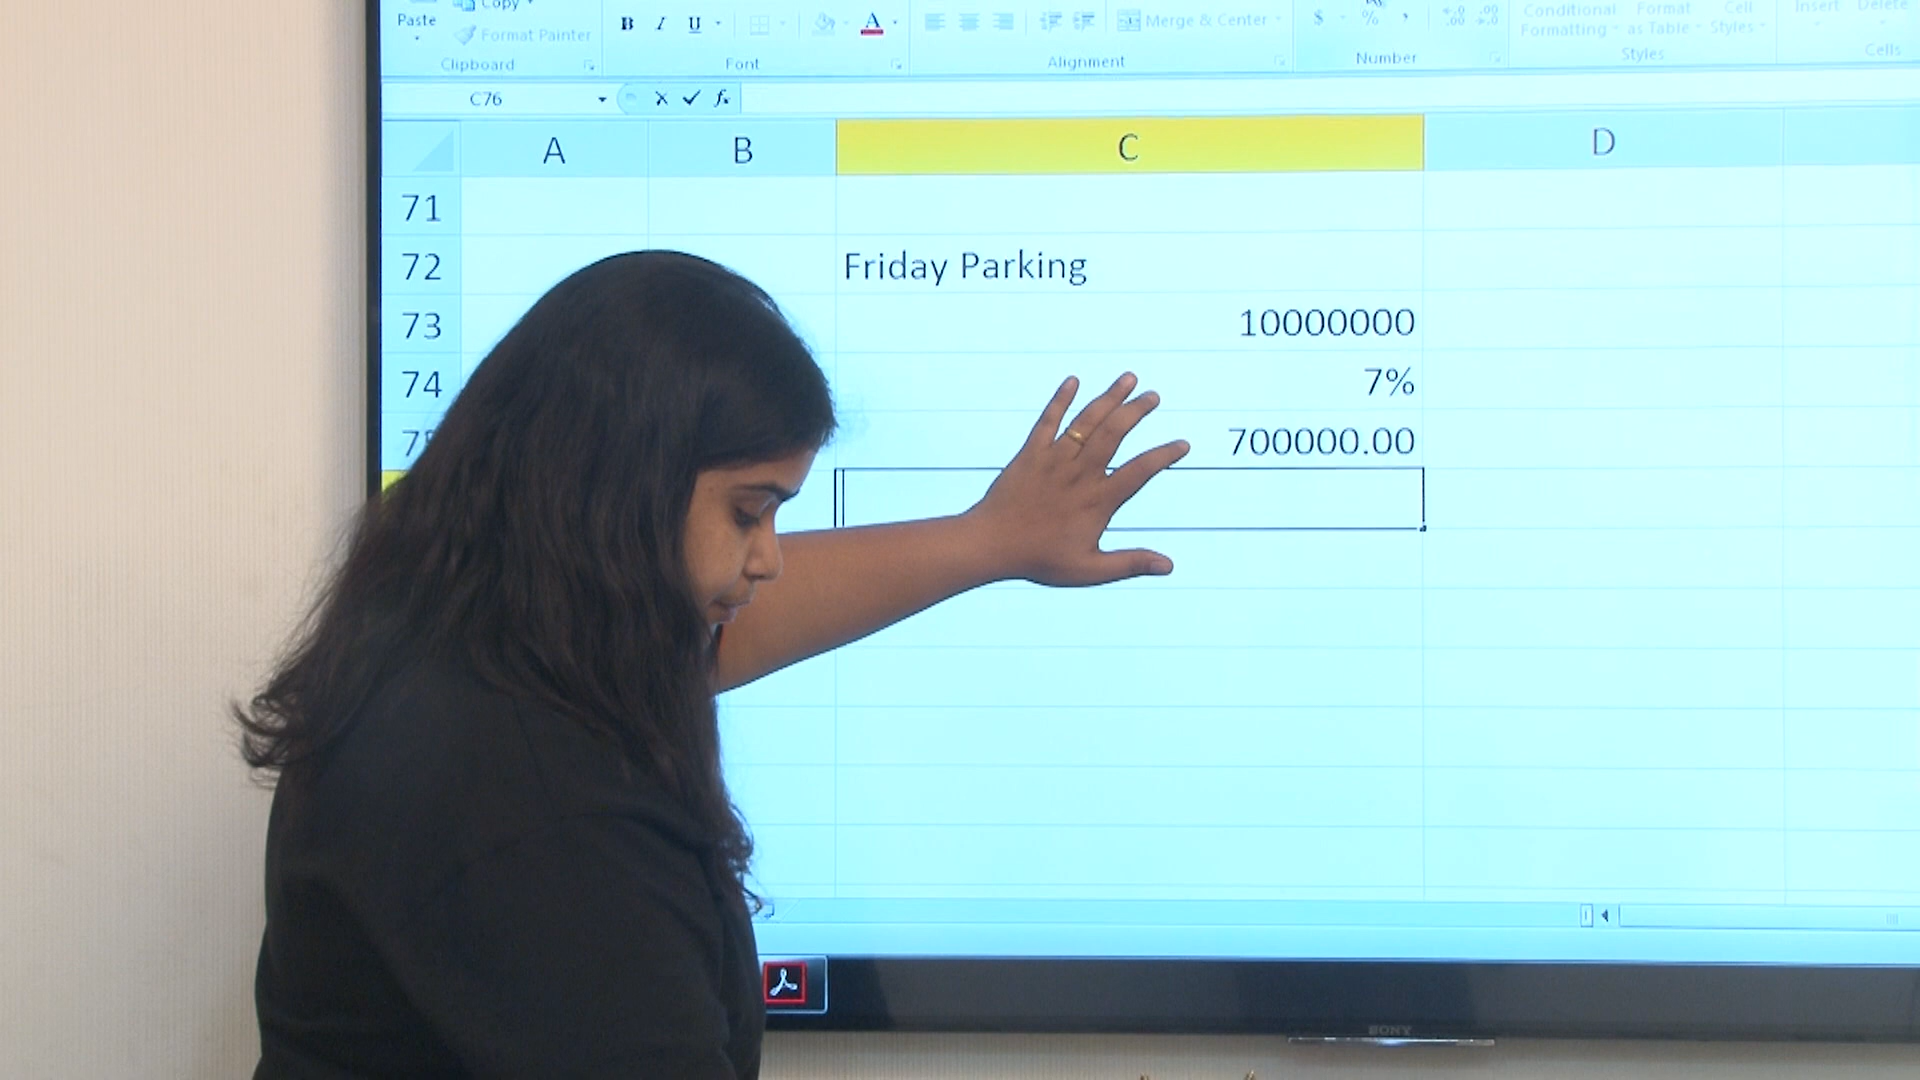 Paste
Copy
Format Painter
B I U A
Merge & Center
$ % ,
Conditional Formatting
Format as Table
Cell Styles
Insert
Delete
Clipboard
Font
Alignment
Number
Styles
Cells
C76
fx
A B C D
71
72 Friday Parking
73 10000000
74 7%
75 700000.00
SONY